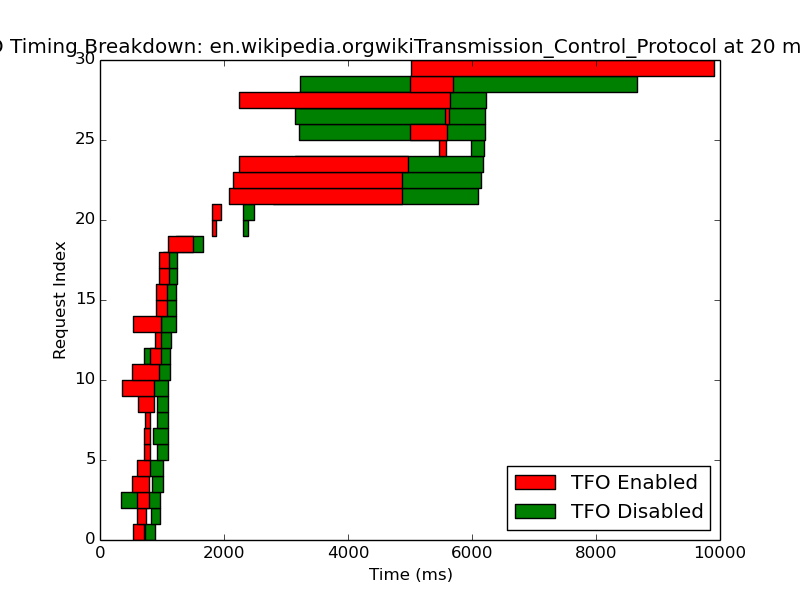 Timing Breakdown: en.wikipedia.orgwikiTransmission_Control_Protocol at 20
30
25
20
15
10
5
0
Request Index
0 2000 4000 6000 8000 10000
Time (ms)
TFO Enabled
TFO Disabled